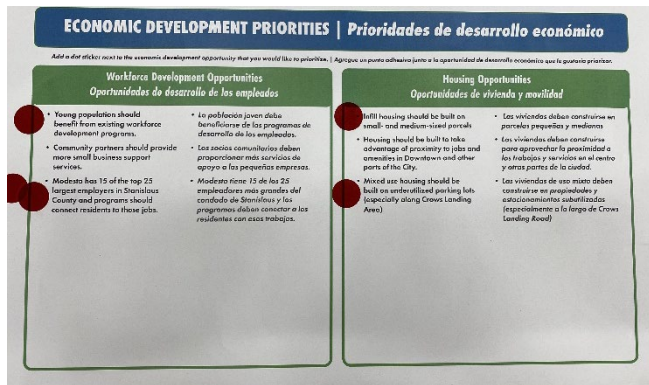 ECONOMIC DEVELOPMENT PRIORITIES | Prioridades de desarrollo económico
Add a dot sticker next to the economic development opportunity that you would like to prioritize. | Agregue un punto adhesivo junto a la oportunidad de desarrollo económico que le gustaría priorizar.
Workforce Development Opportunities
Oportunidades de desarrollo de los empleados
• Young population should
benefit from existing workforce
development programs.
• Community partners should provide
more small business support
services.
• Modesto has 15 of the top 25
largest employers in Stanislaus
County and programs should
connect residents to those jobs.
• La población joven debe
beneficiarse de las programas de
desarrollo de los empleados.
• Los socios comunitarios deben
proporcionar más servicios de
apoyo a las pequeñas empresas.
• Modesto tiene 15 de los 25
empleadores más grandes del
condado de Stanislaus y los
programas deben conectar a los
residentes con esos trabajos.
Housing Opportunities
Oportunidades de vivienda y movilidad
Infill housing should be built on
small- and medium-sized parcels
• Housing should be built to take
advantage of proximity to jobs and
amenities in Downtown and other
parts of the City.
• Mixed use housing should be
built on underutilized parking lots
(especially along Crows Landing
Area)
• Las viviendas deben construirse en
parcelas pequeñas y medianas
• Las viviendas deben construirse
para aprovechar la proximidad a
los trabajos y servicios en el centro
y otras partes de la ciudad.
• Las viviendas de uso mixto deben
construirse en propiedades y
estacionamientos subutilizados
(especialmente a lo largo de Crows
Landing Road)